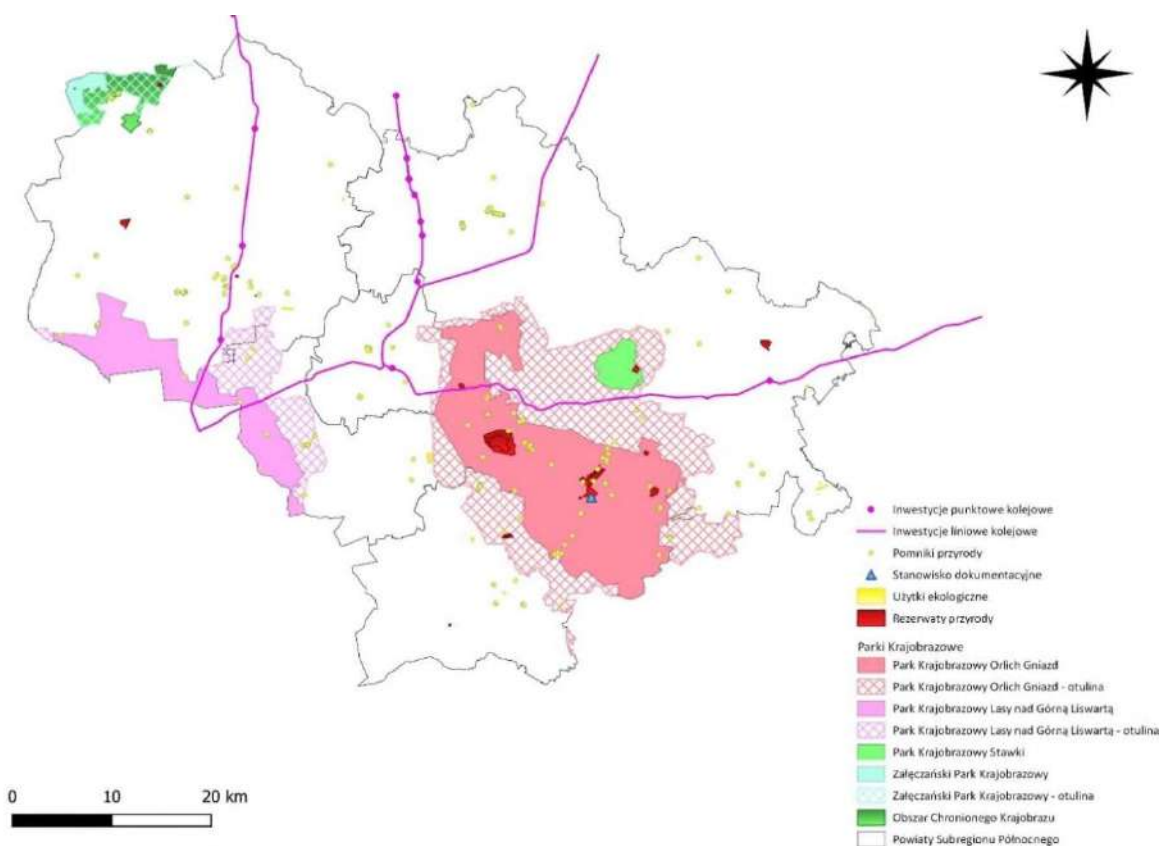 Inwestycje punktowe kolejowe
Inwestycje liniowe kolejowe
Pomniki przyrody
Stanowisko dokumentacyjne
Użytki ekologiczne
Rezerwaty przyrody
Parki Krajobrazowe
Park Krajobrazowy Orlich Gniazd
Park Krajobrazowy Orlich Gniazd - otulina
Park Krajobrazowy Lasy nad Górną Liswartą
Park Krajobrazowy Lasy nad Górną Liswartą - otulina
Park Krajobrazowy Stawki
Załęczański Park Krajobrazowy
Załęczański Park Krajobrazowy - otulina
Obszar Chronionego Krajobrazu
Powiaty Subregionu Północnego
0 10 20 km